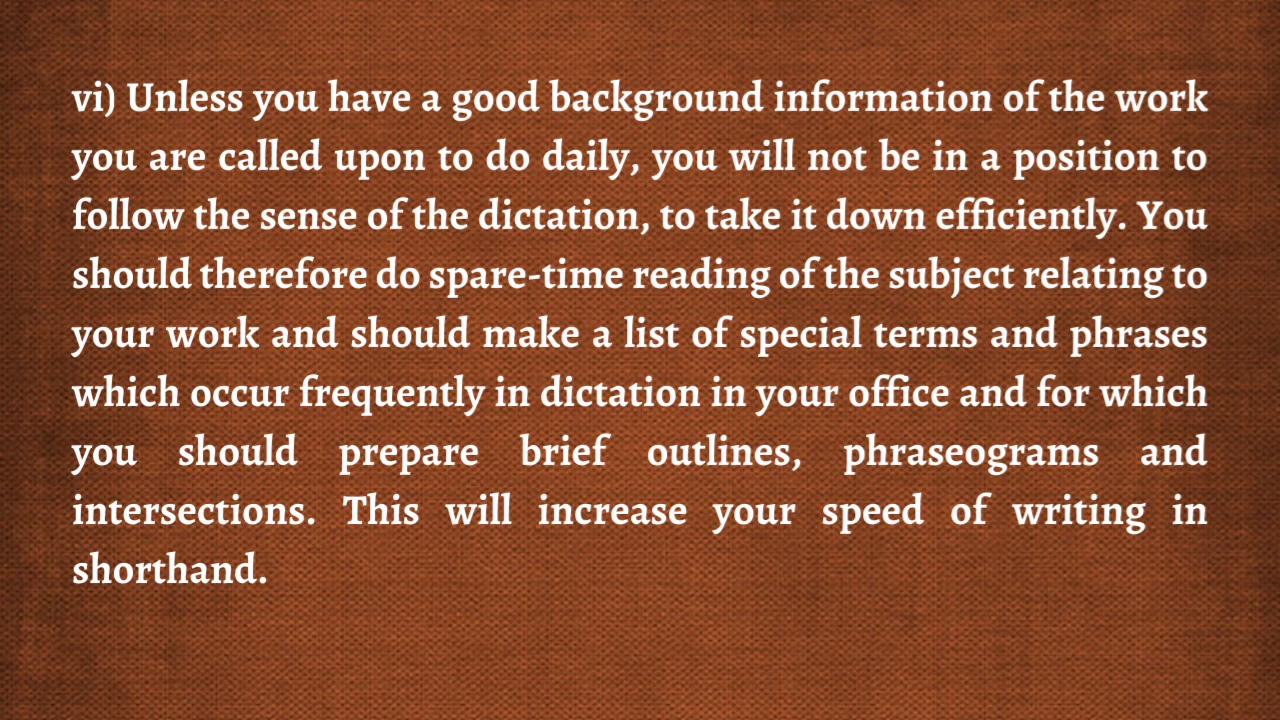 vi) Unless you have a good background information of the work
you are called upon to do daily, you will not be in a position to
follow the sense of the dictation, to take it down efficiently. You
should therefore do spare-time reading of the subject relating to
your work and should make a list of special terms and phrases
which occur frequently in dictation in your office and for which
you should prepare brief outlines, phraseograms and
intersections. This will increase your speed of writing in
shorthand.